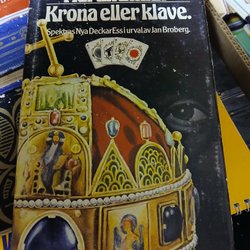 Krona eller klave.
Spektras Nya DeckarEss i urval av Jan Broberg.